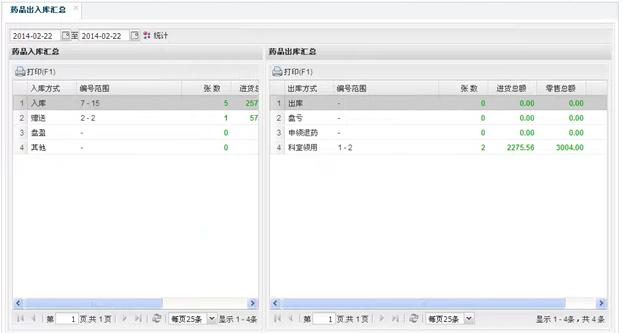 药品出入库汇总
2014-02-22 至 2014-02-22 统计
药品入库汇总
打印(F1)
入库方式 编号范围 张 数 进货总
1 入库 7 - 15 5 257
2 赠送 2 - 2 1 57
3 盘盈 - 0
4 其他 - 0
第 1 页,共 1 页 每页25条 显示 1 - 4条
药品出库汇总
打印(F1)
出库方式 编号范围 张 数 进货总额 零售总额
1 出库 - 0 0.00 0.00
2 盘亏 - 0 0.00 0.00
3 申领退药 - 0 0.00 0.00
4 科室领用 1 - 2 2 2275.56 3004.00
第 1 页,共 1 页 每页25条 显示 1 - 4条，共 4 条